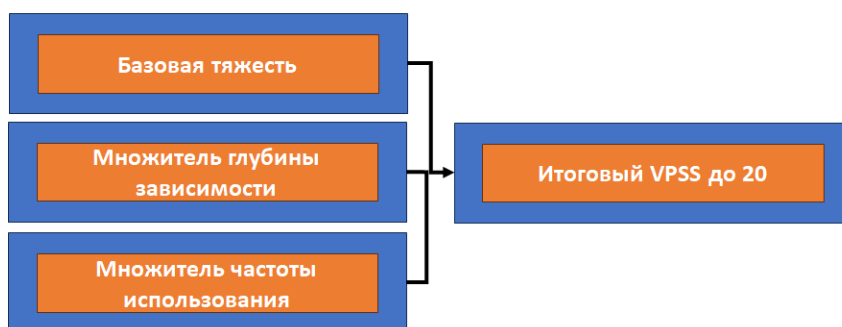 Базовая тяжесть
Множитель глубины
зависимости
Итоговый VPSS до 20
Множитель частоты
использования